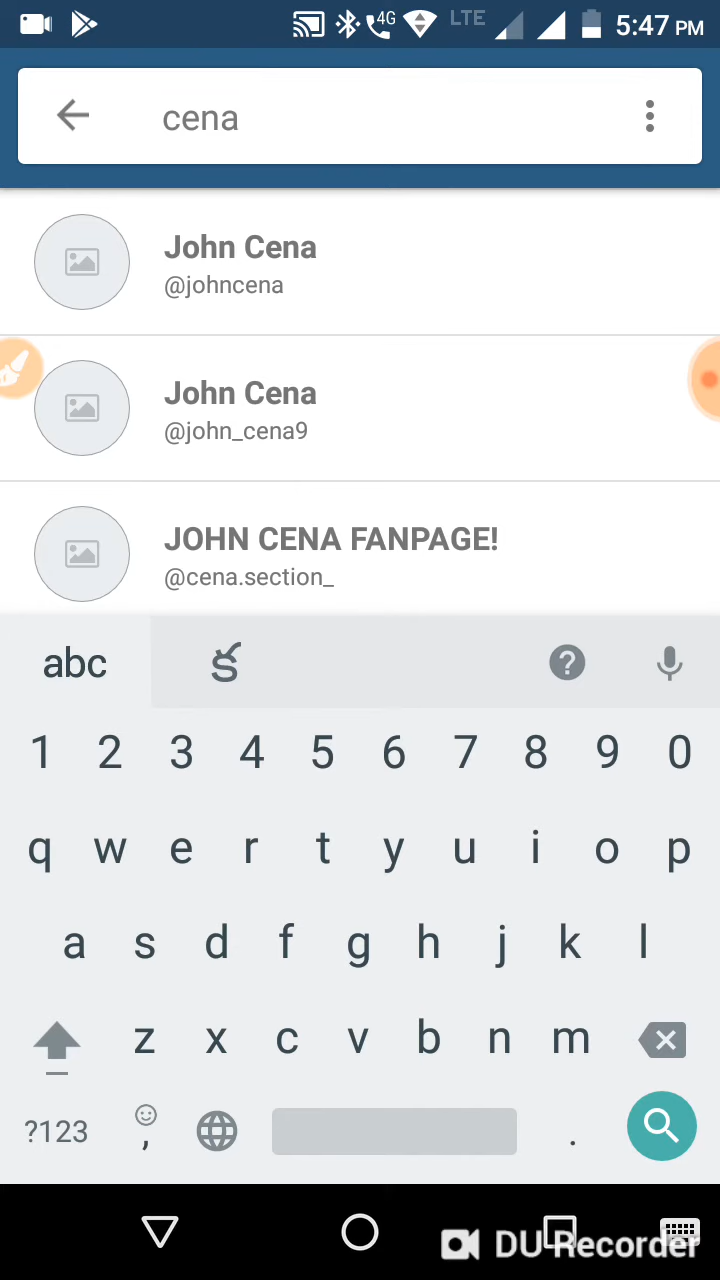 4G LTE 5:47 PM
cena
John Cena
@johncena
John Cena
@john_cena9
JOHN CENA FANPAGE!
@cena.section_
abc క
1 2 3 4 5 6 7 8 9 0
q w e r t y u i o p
a s d f g h j k l
z x c v b n m
?123 , .
DU Recorder